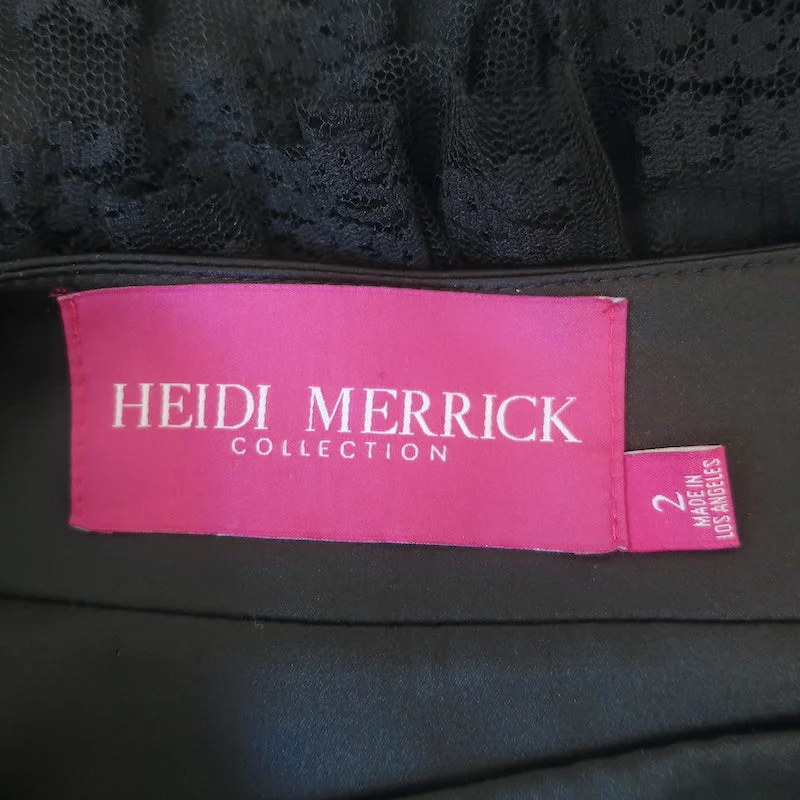 HEIDI MERRICK
COLLECTION
2
MADE IN
LOS ANGELES